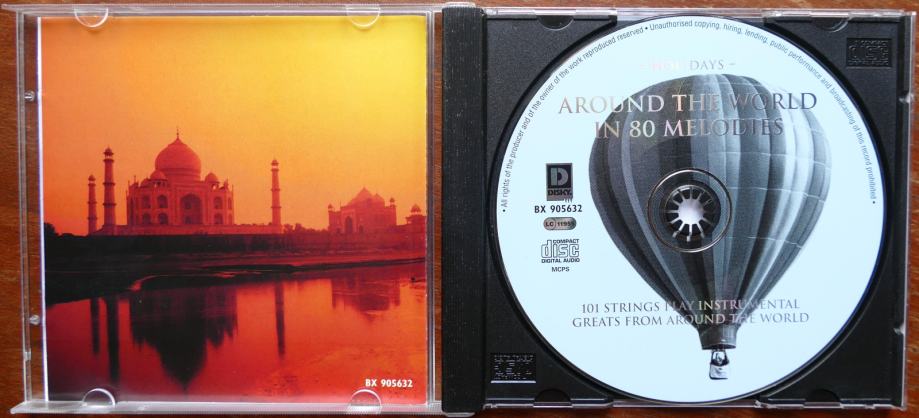 BX 905632
• All rights of the producer and of the owner of the work reproduced reserved • Unauthorised copying, hiring, lending, public performance and broadcasting of this record prohibited •
AROUND THE WORLD
IN 80 MELODIES
D
DISKY
BX 905632
LC 11955
COMPACT
disc
DIGITAL AUDIO
MCPS
101 STRINGS PLAY INSTRUMENTAL
GREATS FROM AROUND THE WORLD